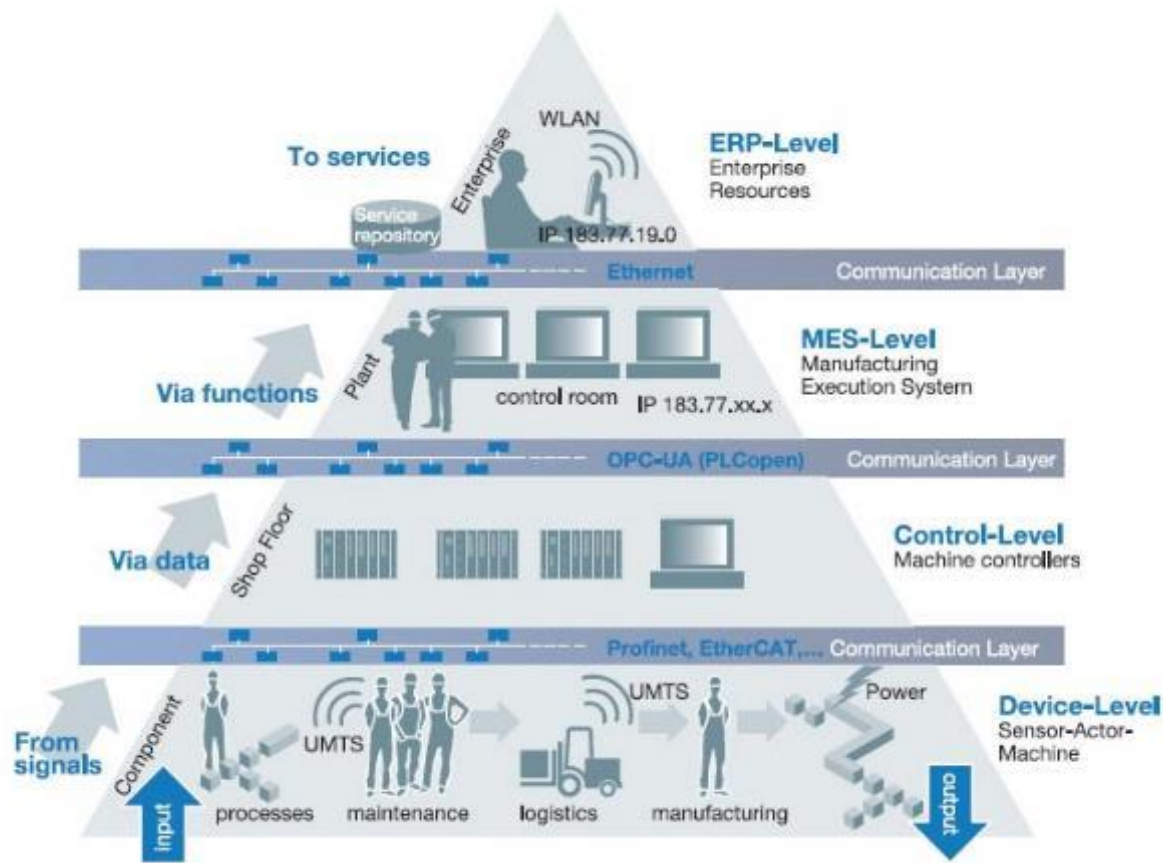 WLAN
ERP-Level
Enterprise
Resources
To services
Enterprise
Service
repository
IP 183.77.19.0
Ethernet
Communication Layer
MES-Level
Manufacturing
Execution System
Via functions
Plant
control room
IP 183.77.xx.x
OPC-UA (PLCopen)
Communication Layer
Control-Level
Machine controllers
Via data
Shop Floor
Profinet, EtherCAT,...
Communication Layer
UMTS
Power
Device-Level
Sensor-Actor-
Machine
From
signals
Component
UMTS
input
processes
maintenance
logistics
manufacturing
output